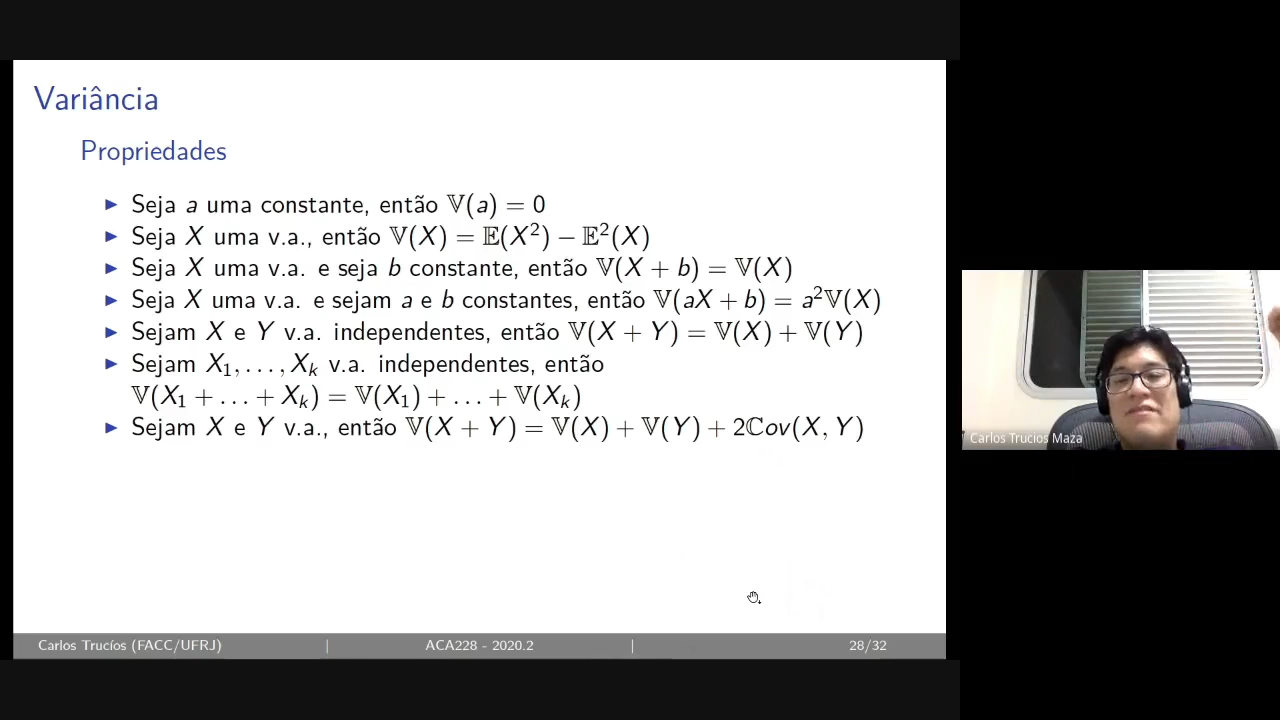 Variância
Propriedades
▶ Seja a uma constante, então 𝕍(a) = 0
▶ Seja X uma v.a., então 𝕍(X) = 𝔼(X²) − 𝔼²(X)
▶ Seja X uma v.a. e seja b constante, então 𝕍(X + b) = 𝕍(X)
▶ Seja X uma v.a. e sejam a e b constantes, então 𝕍(aX + b) = a²𝕍(X)
▶ Sejam X e Y v.a. independentes, então 𝕍(X + Y) = 𝕍(X) + 𝕍(Y)
▶ Sejam X₁, . . . , Xₖ v.a. independentes, então
𝕍(X₁ + . . . + Xₖ) = 𝕍(X₁) + . . . + 𝕍(Xₖ)
▶ Sejam X e Y v.a., então 𝕍(X + Y) = 𝕍(X) + 𝕍(Y) + 2ℂov(X, Y)
Carlos Trucios Maza
Carlos Trucíos (FACC/UFRJ) | ACA228 - 2020.2 | 28/32